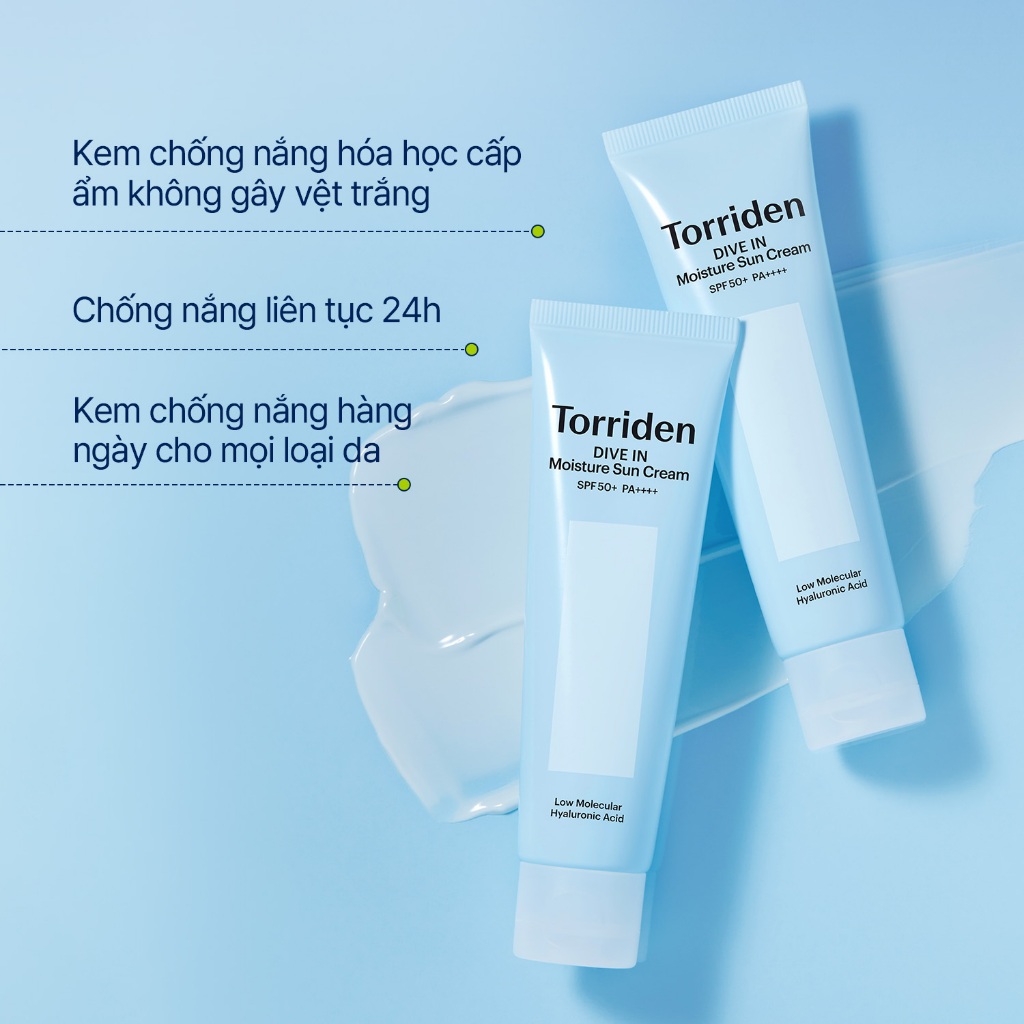 Kem chống nắng hóa học cấp
ẩm không gây vệt trắng
Chống nắng liên tục 24h
Kem chống nắng hàng
ngày cho mọi loại da
Torriden
DIVE IN
Moisture Sun Cream
SPF 50+ PA++++
Low Molecular
Hyaluronic Acid
Torriden
DIVE IN
Moisture Sun Cream
SPF 50+ PA++++
Low Molecular
Hyaluronic Acid